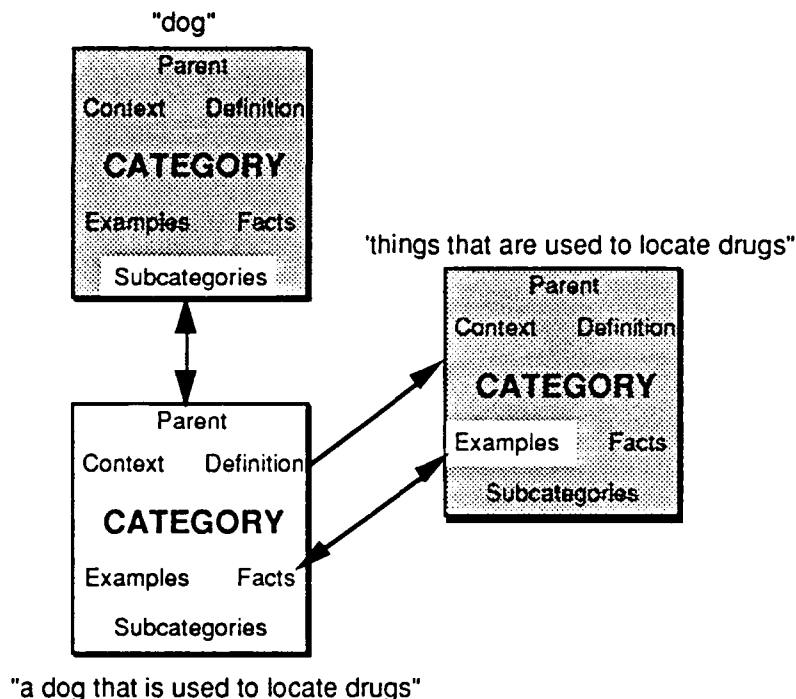 "dog"
Parent
Context Definition
CATEGORY
Examples Facts
Subcategories
'things that are used to locate drugs"
Parent
Context Definition
CATEGORY
Examples Facts
Subcategories
Parent
Context Definition
CATEGORY
Examples Facts
Subcategories
"a dog that is used to locate drugs"